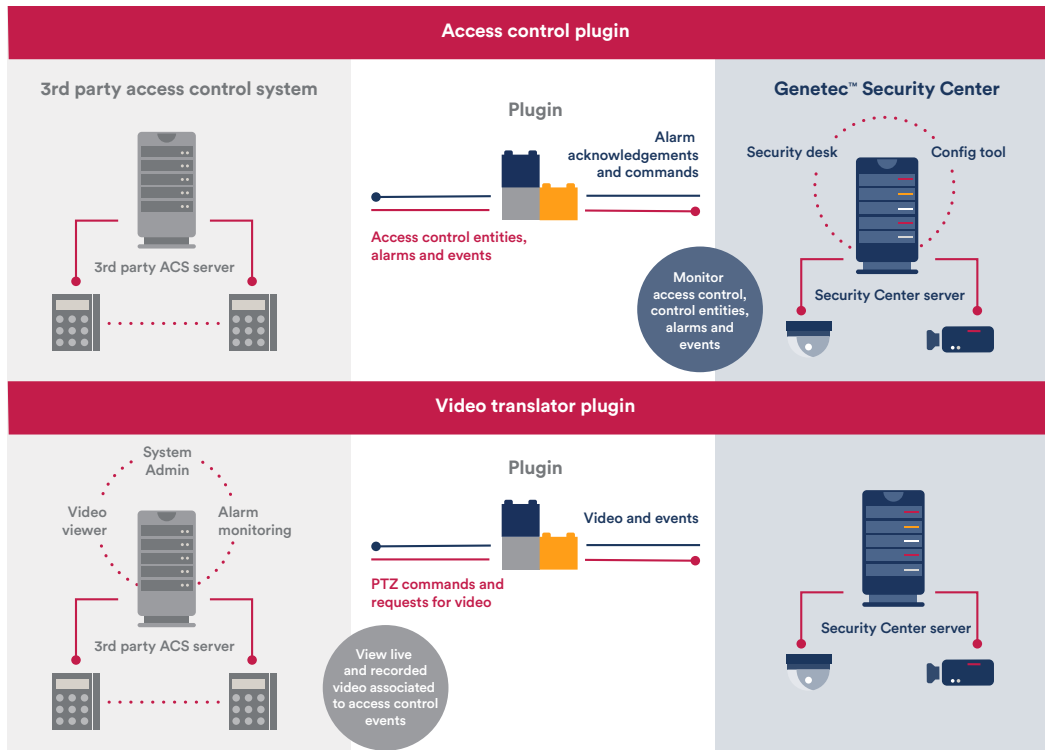 Access control plugin
3rd party access control system
Plugin
Genetec™ Security Center
Alarm
acknowledgements
and commands
Security desk
Config tool
Access control entities,
alarms and events
3rd party ACS server
Monitor
access control,
control entities,
alarms and
events
Security Center server
Video translator plugin
System
Admin
Video
viewer
Alarm
monitoring
3rd party ACS server
Plugin
Video and events
PTZ commands and
requests for video
View live
and recorded
video associated
to access control
events
Security Center server